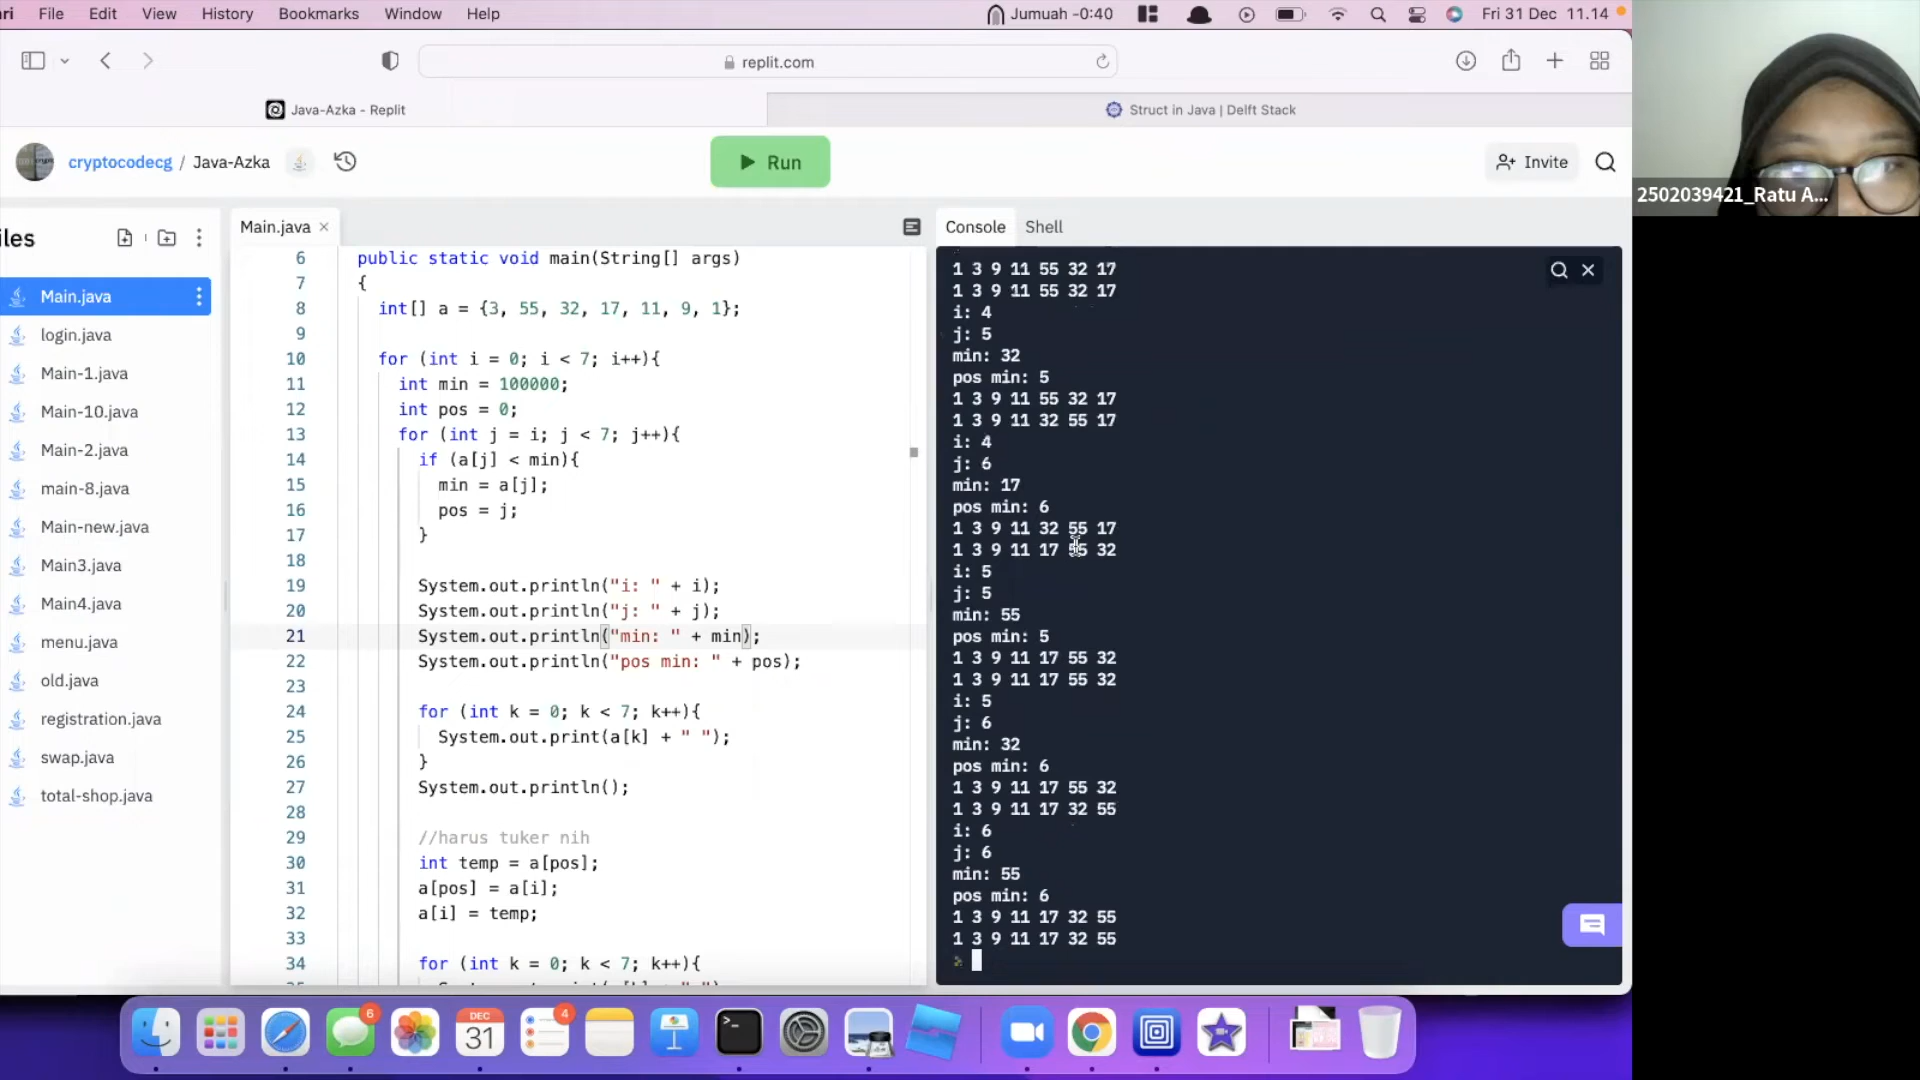 ri File Edit View History Bookmarks Window Help Jumuah -0:40 Fri 31 Dec 11.14
replit.com
Java-Azka - Replit Struct in Java | Delft Stack
cryptocodecg / Java-Azka Run Invite
iles
Main.java
login.java
Main-1.java
Main-10.java
Main-2.java
main-8.java
Main-new.java
Main3.java
Main4.java
menu.java
old.java
registration.java
swap.java
total-shop.java
Main.java ×
6 public static void main(String[] args)
7 {
8 int[] a = {3, 55, 32, 17, 11, 9, 1};
9
10 for (int i = 0; i < 7; i++){
11 int min = 100000;
12 int pos = 0;
13 for (int j = i; j < 7; j++){
14 if (a[j] < min){
15 min = a[j];
16 pos = j;
17 }
18
19 System.out.println("i: " + i);
20 System.out.println("j: " + j);
21 System.out.println("min: " + min);
22 System.out.println("pos min: " + pos);
23
24 for (int k = 0; k < 7; k++){
25 System.out.print(a[k] + " ");
26 }
27 System.out.println();
28
29 //harus tuker nih
30 int temp = a[pos];
31 a[pos] = a[i];
32 a[i] = temp;
33
34 for (int k = 0; k < 7; k++){
Console Shell
1 3 9 11 55 32 17
1 3 9 11 55 32 17
i: 4
j: 5
min: 32
pos min: 5
1 3 9 11 55 32 17
1 3 9 11 32 55 17
i: 4
j: 6
min: 17
pos min: 6
1 3 9 11 32 55 17
1 3 9 11 17 55 32
i: 5
j: 5
min: 55
pos min: 5
1 3 9 11 17 55 32
1 3 9 11 17 55 32
i: 5
j: 6
min: 32
pos min: 6
1 3 9 11 17 55 32
1 3 9 11 17 32 55
i: 6
j: 6
min: 55
pos min: 6
1 3 9 11 17 32 55
1 3 9 11 17 32 55
2502039421_Ratu A...
6
DEC
31
4